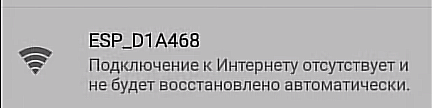 ESP_D1A468
Подключение к Интернету отсутствует и
не будет восстановлено автоматически.